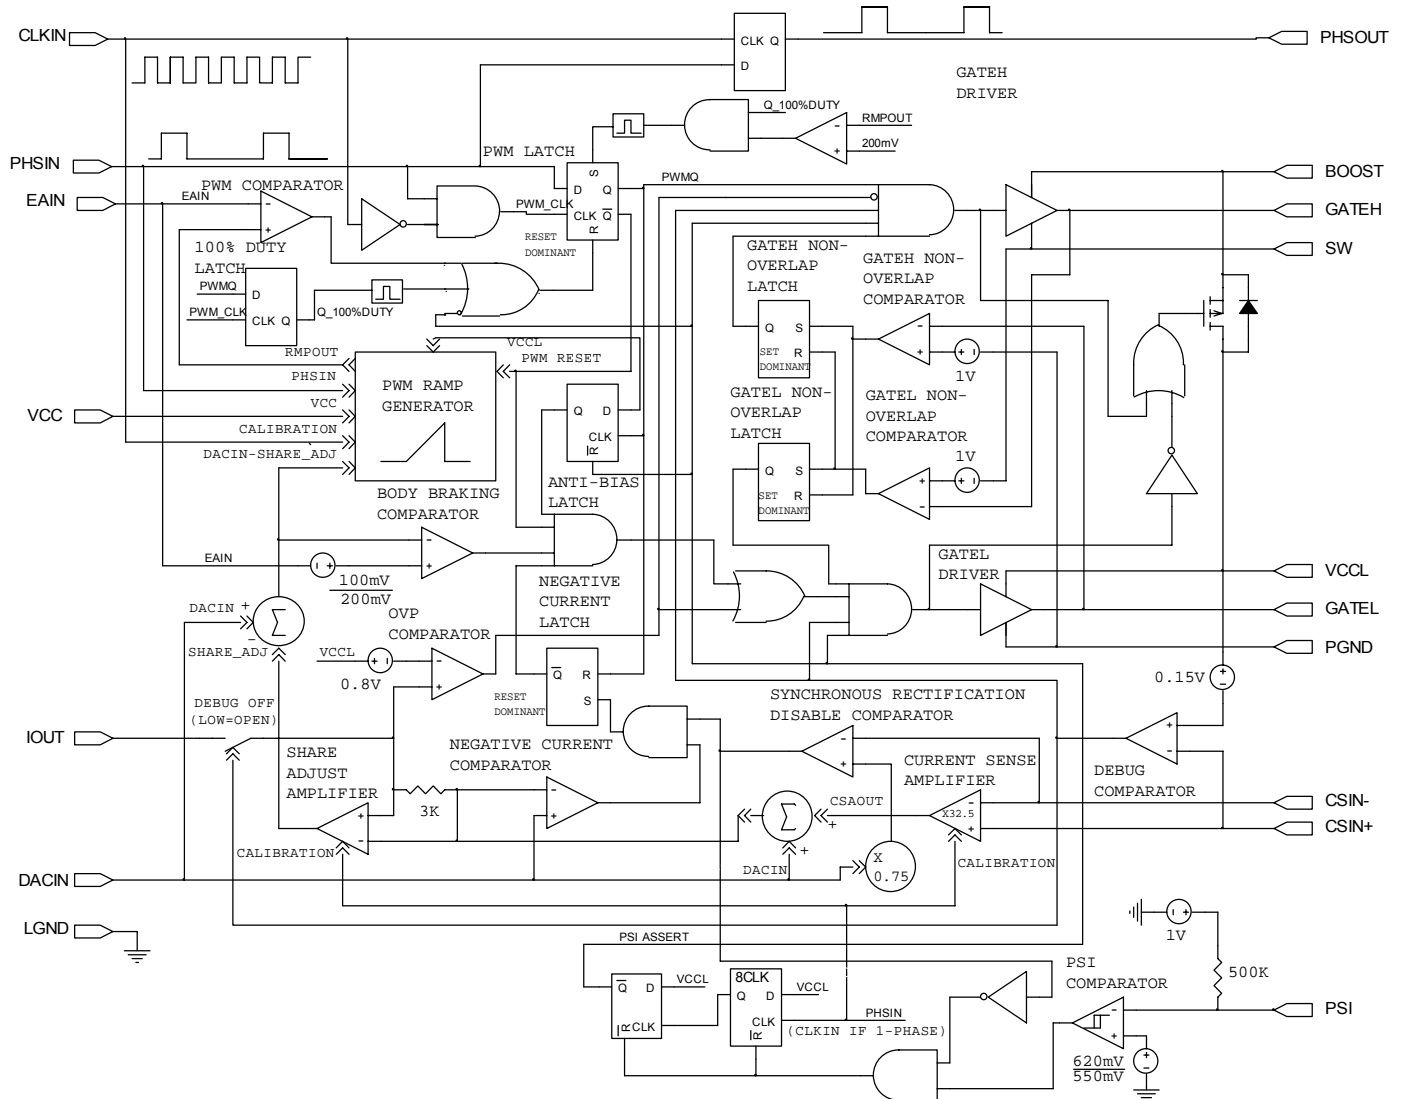 CLKIN
PHSOUT
CLK Q
D
GATEH
DRIVER
Q_100%DUTY
RMPOUT
-
+
200mV
PHSIN
PWM LATCH
S
D Q
CLK Q
R
PWMQ
BOOST
EAIN
EAIN
PWM COMPARATOR
-
+
PWM_CLK
RESET
DOMINANT
GATEH
SW
100% DUTY
LATCH
PWMQ
D
PWM_CLK
CLK Q
Q_100%DUTY
GATEH NON-
OVERLAP
LATCH
GATEH NON-
OVERLAP
COMPARATOR
Q S
R
SET
DOMINANT
-
+
1V
RMPOUT
PHSIN
VCC
CALIBRATION
DACIN-SHARE_ADJ
VCCL
PWM RESET
PWM RAMP
GENERATOR
VCC
Q D
CLK
R
ANTI-BIAS
LATCH
GATEL NON-
OVERLAP
LATCH
GATEL NON-
OVERLAP
COMPARATOR
1V
Q S
R
SET
DOMINANT
+
-
BODY BRAKING
COMPARATOR
-
+
EAIN
100mV
200mV
NEGATIVE
CURRENT
LATCH
GATEL
DRIVER
VCCL
GATEL
PGND
DACIN +
Σ
-
SHARE_ADJ
OVP
COMPARATOR
VCCL
+ -
0.8V
-
+
RESET
DOMINANT
Q R
S
0.15V
+
-
DEBUG OFF
(LOW=OPEN)
IOUT
SHARE
ADJUST
AMPLIFIER
NEGATIVE CURRENT
COMPARATOR
SYNCHRONOUS RECTIFICATION
DISABLE COMPARATOR
-
+
CURRENT SENSE
AMPLIFIER
DEBUG
COMPARATOR
+
-
3K
-
+
Σ
+
+
CSAOUT
X32.5
-
+
CSIN-
CSIN+
+
-
CALIBRATION
DACIN
DACIN
X
0.75
CALIBRATION
LGND
PSI ASSERT
1V
500K
PSI
COMPARATOR
PSI
Q D
VCCL
R CLK
8CLK
Q D
VCCL
CLK
R
PHSIN
(CLKIN IF 1-PHASE)
-
+
620mV
550mV